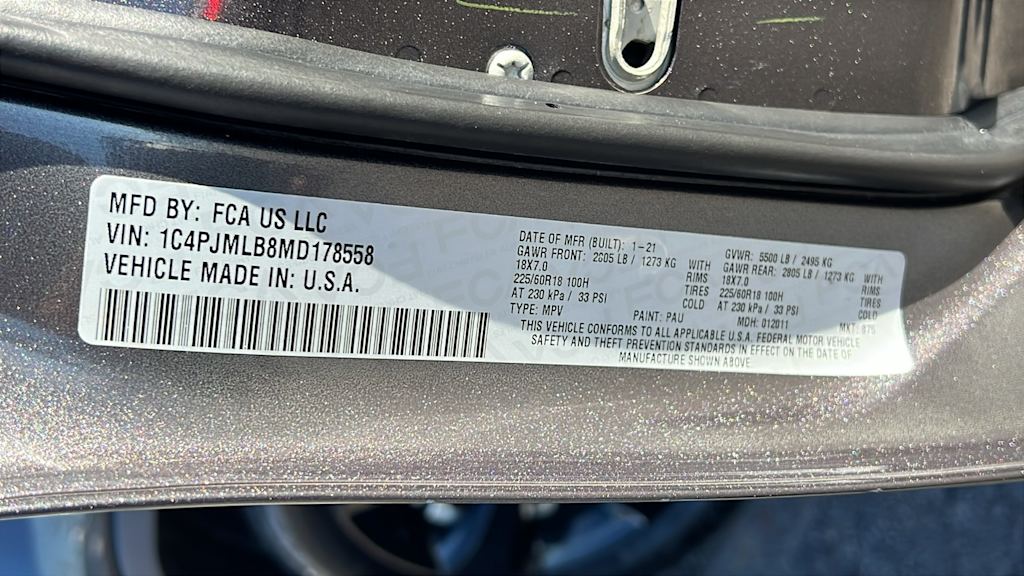 MFD BY: FCA US LLC
VIN: 1C4PJMLB8MD178558
VEHICLE MADE IN: U.S.A.
DATE OF MFR (BUILT): 1-21
GAWR FRONT: 2805 LB / 1273 KG WITH
18X7.0 RIMS
225/60R18 100H TIRES
AT 230 kPa / 33 PSI COLD
TYPE: MPV PAINT: PAU
GVWR: 5500 LB / 2495 KG
GAWR REAR: 2805 LB / 1273 KG WITH
18X7.0 RIMS
225/60R18 100H TIRES
AT 230 kPa / 33 PSI COLD
MDH: 012011 MKT: 875
THIS VEHICLE CONFORMS TO ALL APPLICABLE U.S.A. FEDERAL MOTOR VEHICLE
SAFETY AND THEFT PREVENTION STANDARDS IN EFFECT ON THE DATE OF
MANUFACTURE SHOWN ABOVE